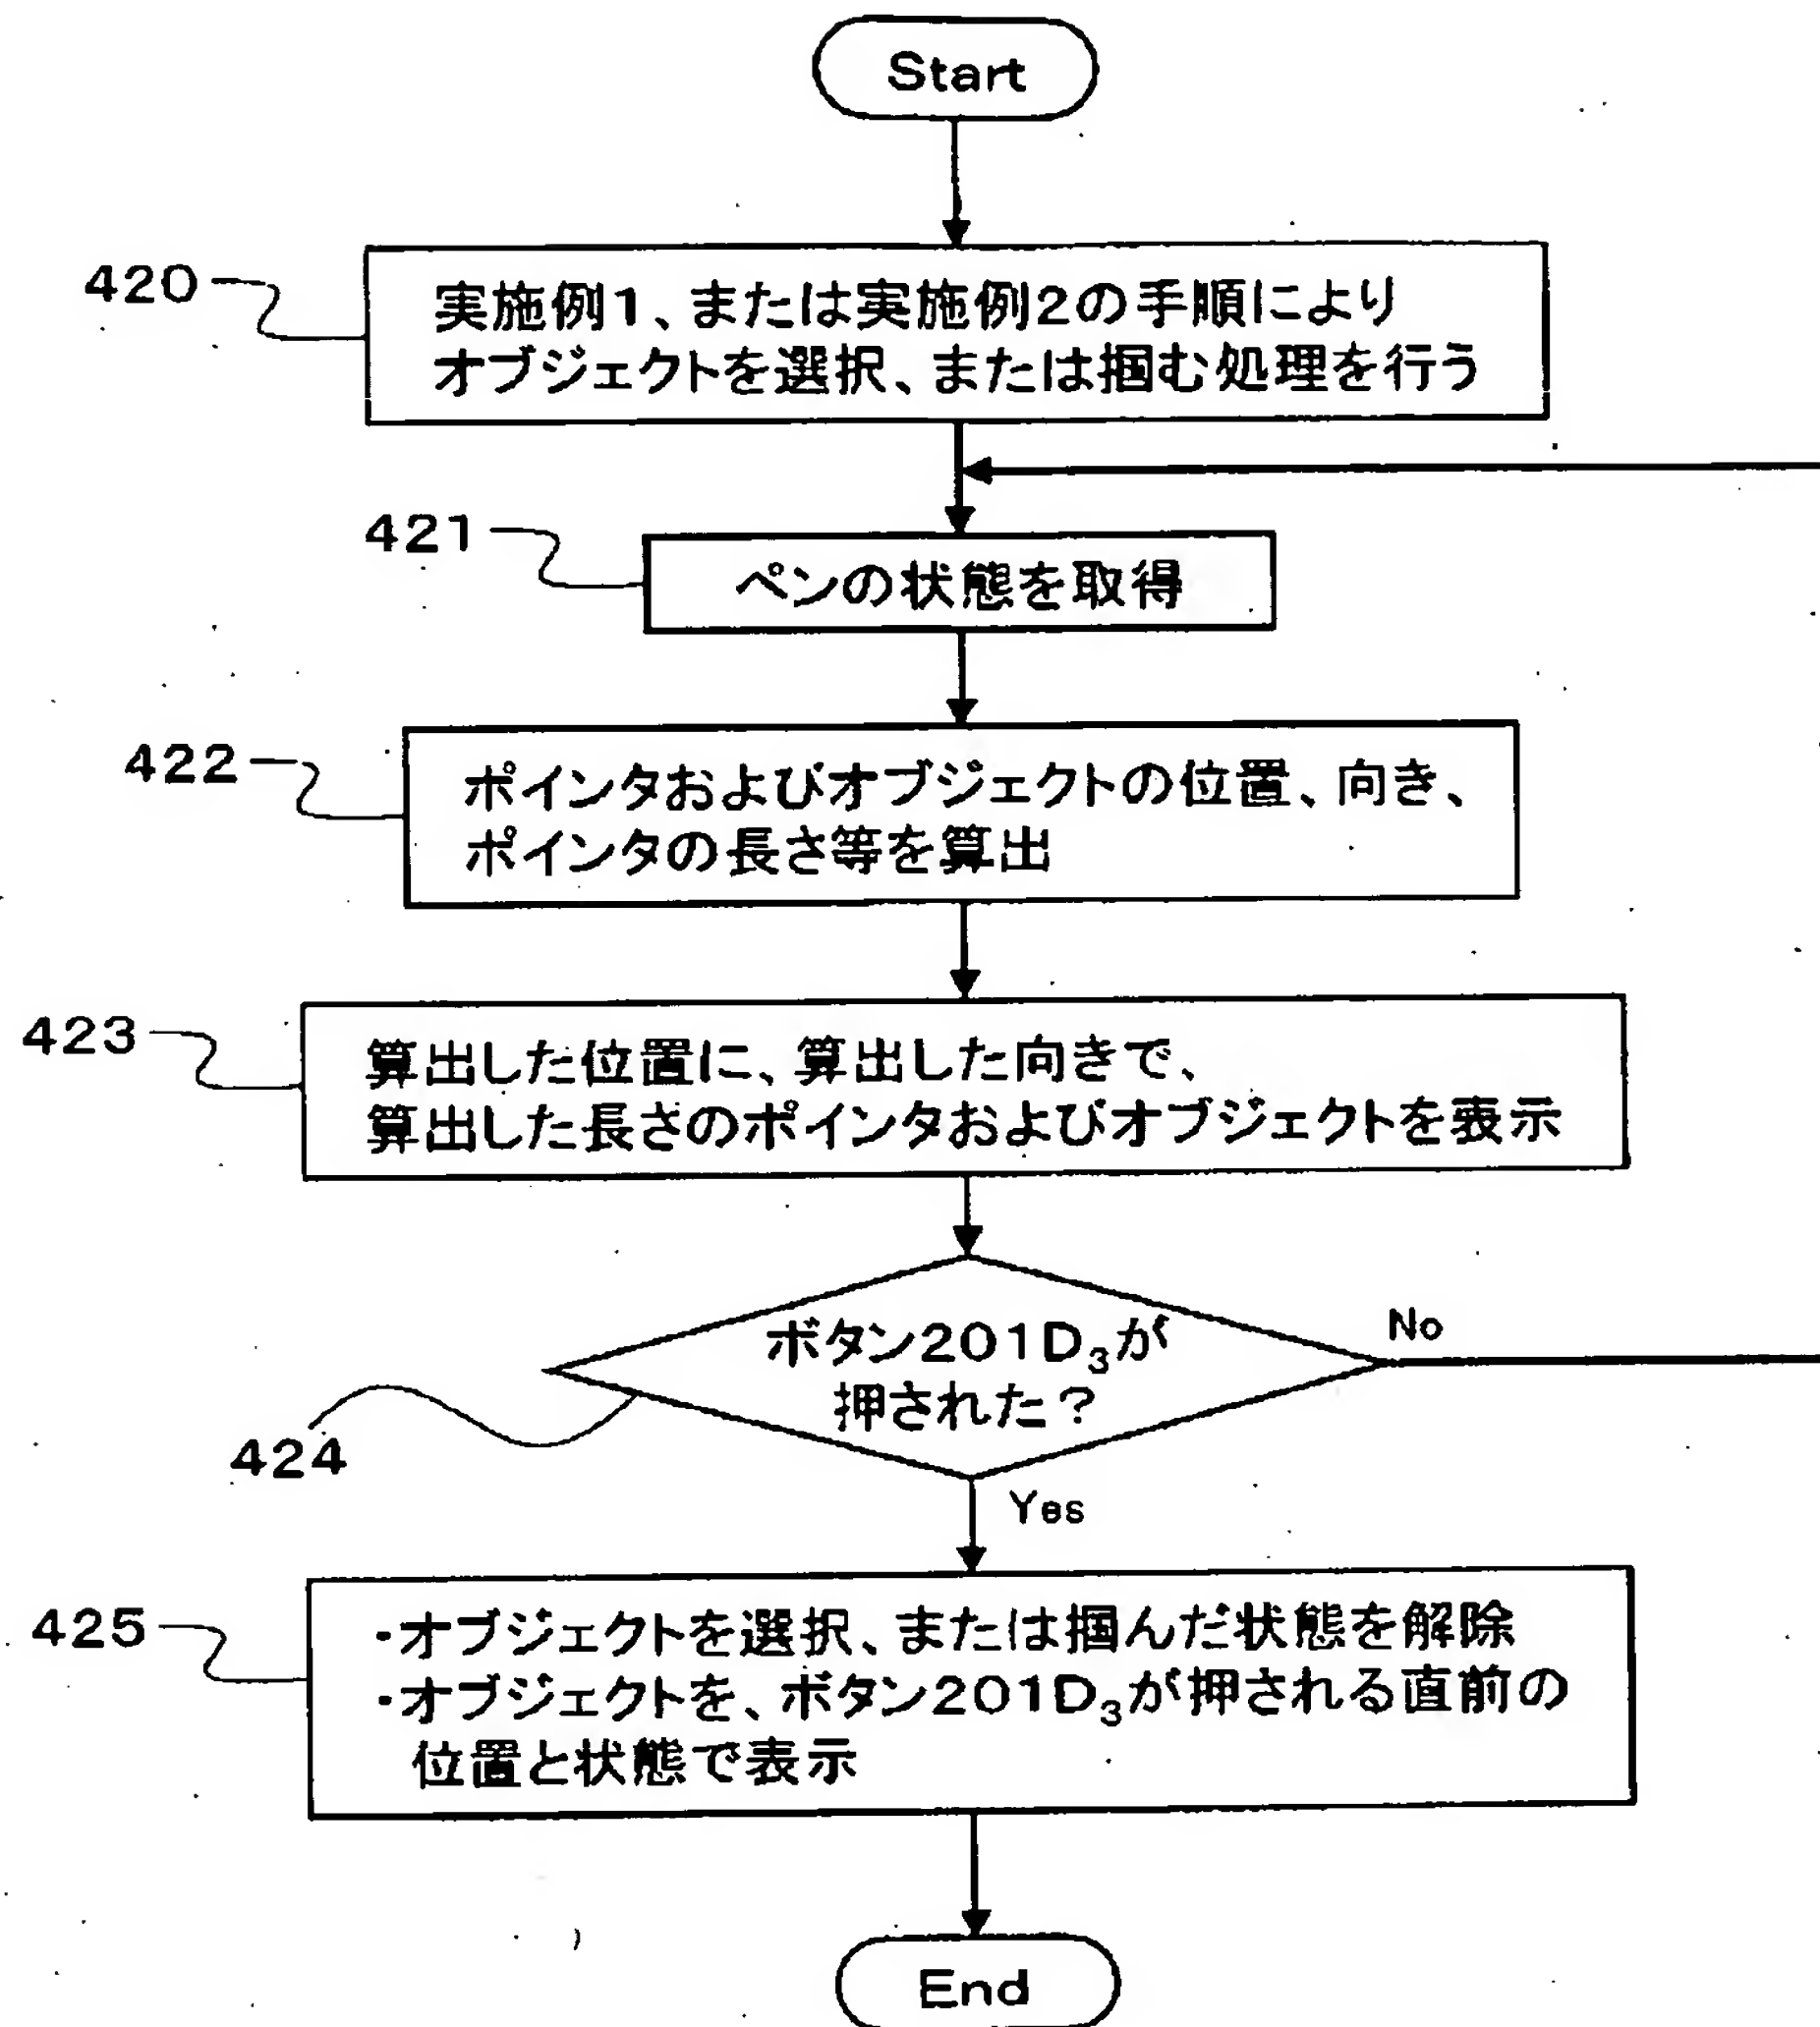 Start
420
実施例1、または実施例2の手順により
オブジェクトを選択、または掴む処理を行う
421
ペンの状態を取得
422
ポインタおよびオブジェクトの位置、向き、
ポインタの長さ等を算出
423
算出した位置に、算出した向きで、
算出した長さのポインタおよびオブジェクトを表示
ボタン201D₃が
押された?
No
424
Yes
425
・オブジェクトを選択、または掴んだ状態を解除
・オブジェクトを、ボタン201D₃が押される直前の
位置と状態で表示
End